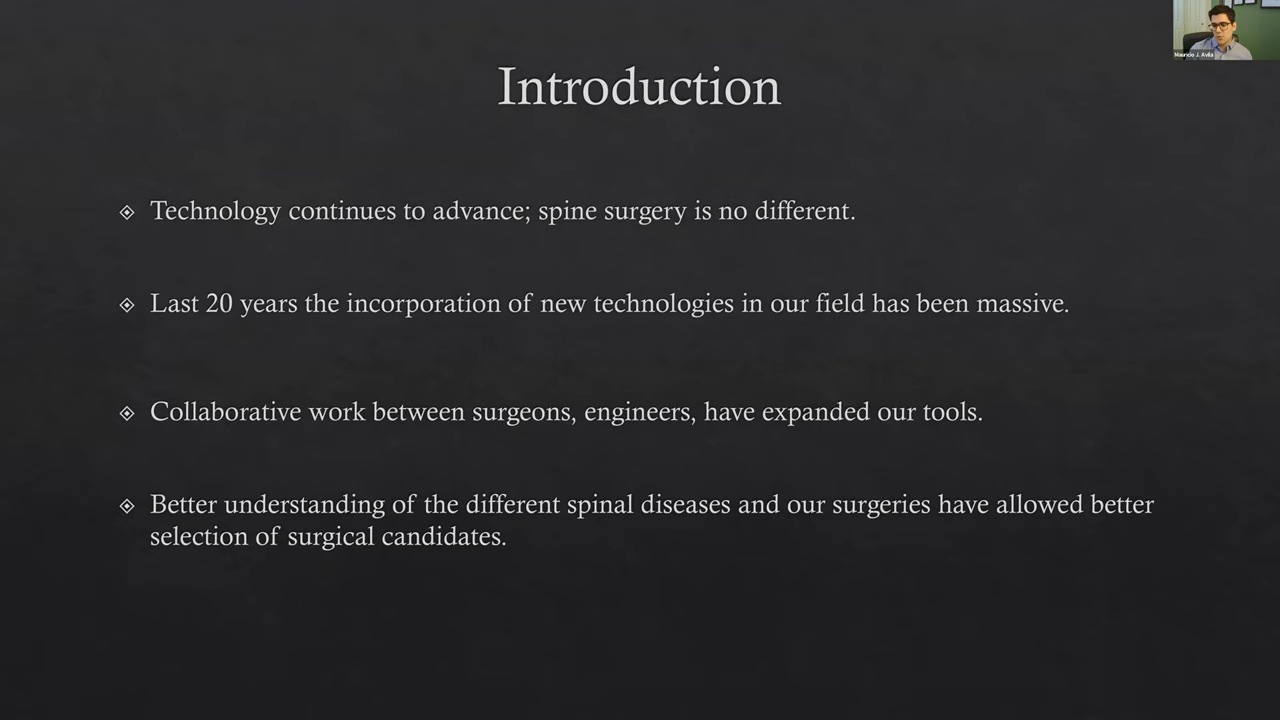 Mauricio J. Avila
Introduction
Technology continues to advance; spine surgery is no different.
Last 20 years the incorporation of new technologies in our field has been massive.
Collaborative work between surgeons, engineers, have expanded our tools.
Better understanding of the different spinal diseases and our surgeries have allowed better
selection of surgical candidates.